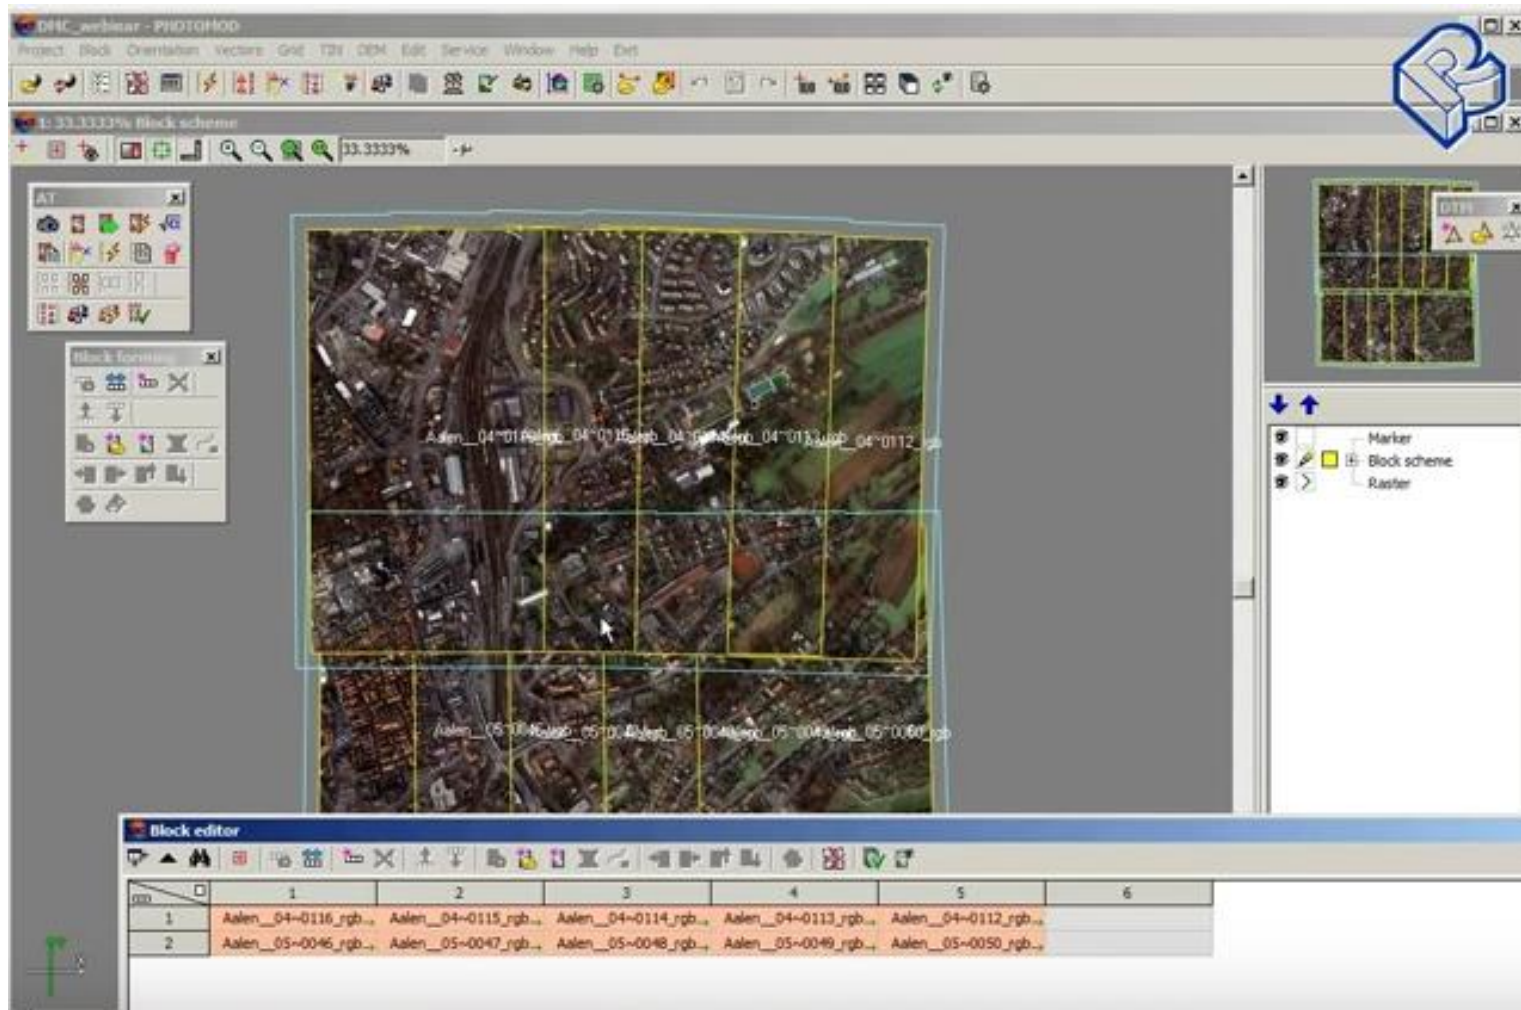 DMC_webinar - PHOTOMOD
Project Block Orientation Vectors Grid TIN DEM Edit Service Window Help Exit
1: 33.3333% Block scheme
33.3333%
AT
Block forming
DTM
Marker
Block scheme
Raster
Aalen__04~0112_rgb
Block editor
1 2 3 4 5 6
1 Aalen__04~0116_rgb... Aalen__04~0115_rgb... Aalen__04~0114_rgb... Aalen__04~0113_rgb... Aalen__04~0112_rgb...
2 Aalen__05~0046_rgb... Aalen__05~0047_rgb... Aalen__05~0048_rgb... Aalen__05~0049_rgb... Aalen__05~0050_rgb...